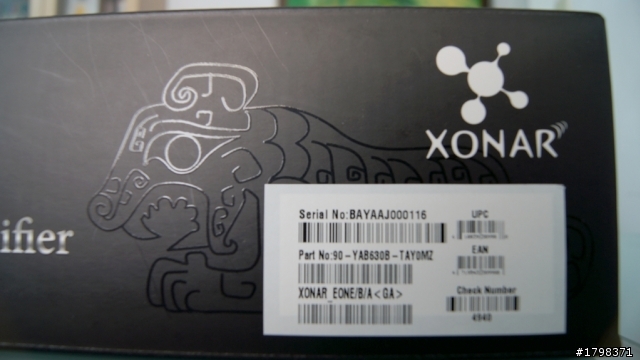 XONAR
ifier
Serial No:BAYAAJ000116
UPC
Part No:90-YAB630B-TAY0MZ
EAN
XONAR_EONE/B/A<GA>
Check Number
4940
#1798371